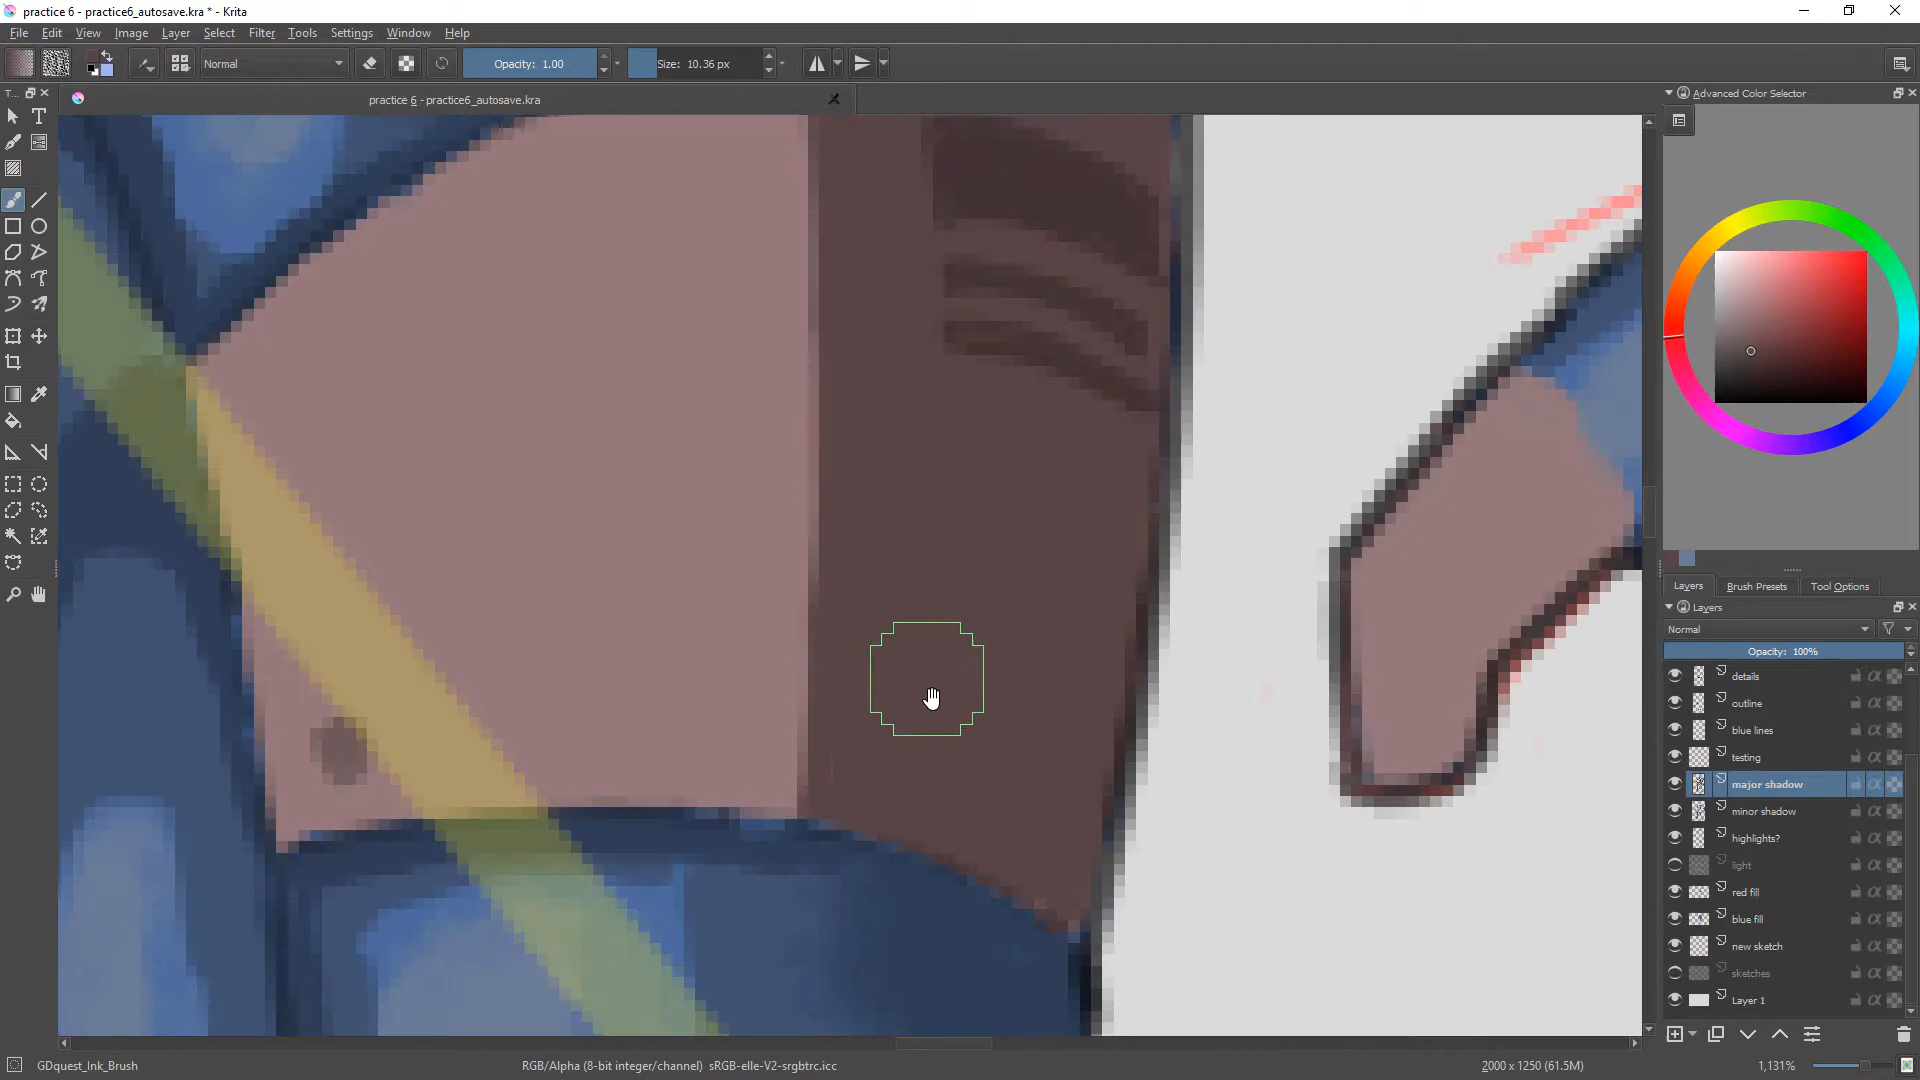 practice 6 - practice6_autosave.kra * - Krita
File Edit View Image Layer Select Filter Tools Settings Window Help
Normal Opacity: 1.00 Size: 10.36 px
T...
practice 6 - practice6_autosave.kra
Advanced Color Selector
Layers Brush Presets Tool Options
Layers
Normal
Opacity: 100%
details
outline
blue lines
testing
major shadow
minor shadow
highlights?
light
red fill
blue fill
new sketch
sketches
Layer 1
GDquest_Ink_Brush RGB/Alpha (8-bit integer/channel) sRGB-elle-V2-srgbtrc.icc 2000 x 1250 (61.5M) 1,131%